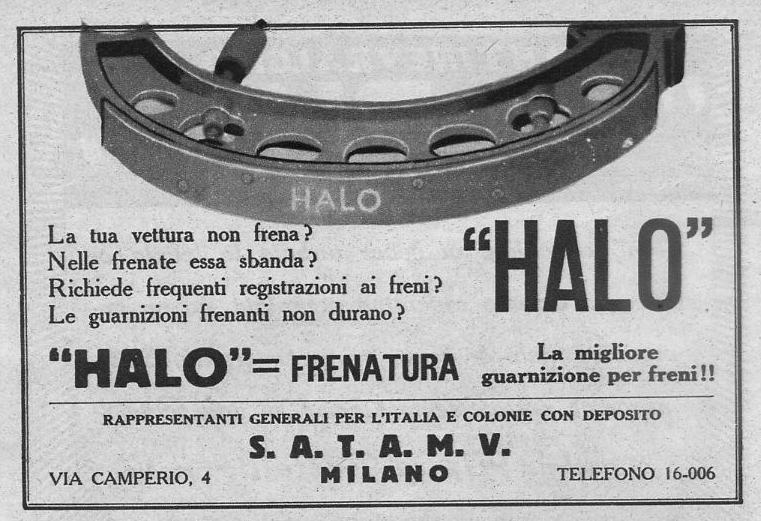 HALO
La tua vettura non frena?
Nelle frenate essa sbanda?
Richiede frequenti registrazioni ai freni?
Le guarnizioni frenanti non durano?
“HALO”
“HALO” = FRENATURA
La migliore
guarnizione per freni!!
RAPPRESENTANTI GENERALI PER L'ITALIA E COLONIE CON DEPOSITO
S. A. T. A. M. V.
VIA CAMPERIO, 4 MILANO TELEFONO 16-006